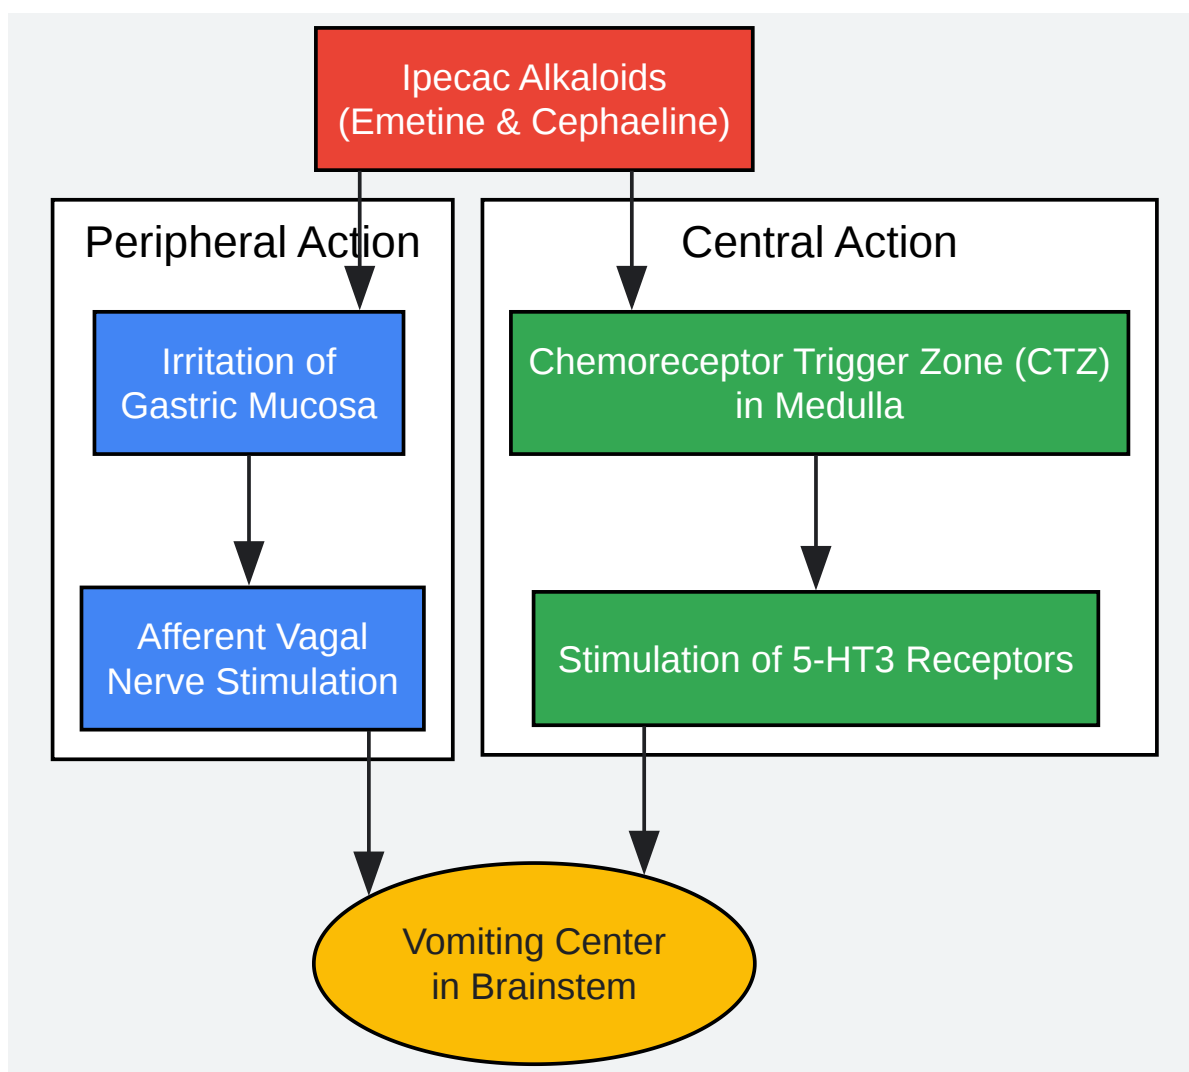 Ipecac Alkaloids
(Emetine & Cephaeline)
Peripheral Action
Central Action
Irritation of
Gastric Mucosa
Chemoreceptor Trigger Zone (CTZ)
in Medulla
Afferent Vagal
Nerve Stimulation
Stimulation of 5-HT3 Receptors
Vomiting Center
in Brainstem